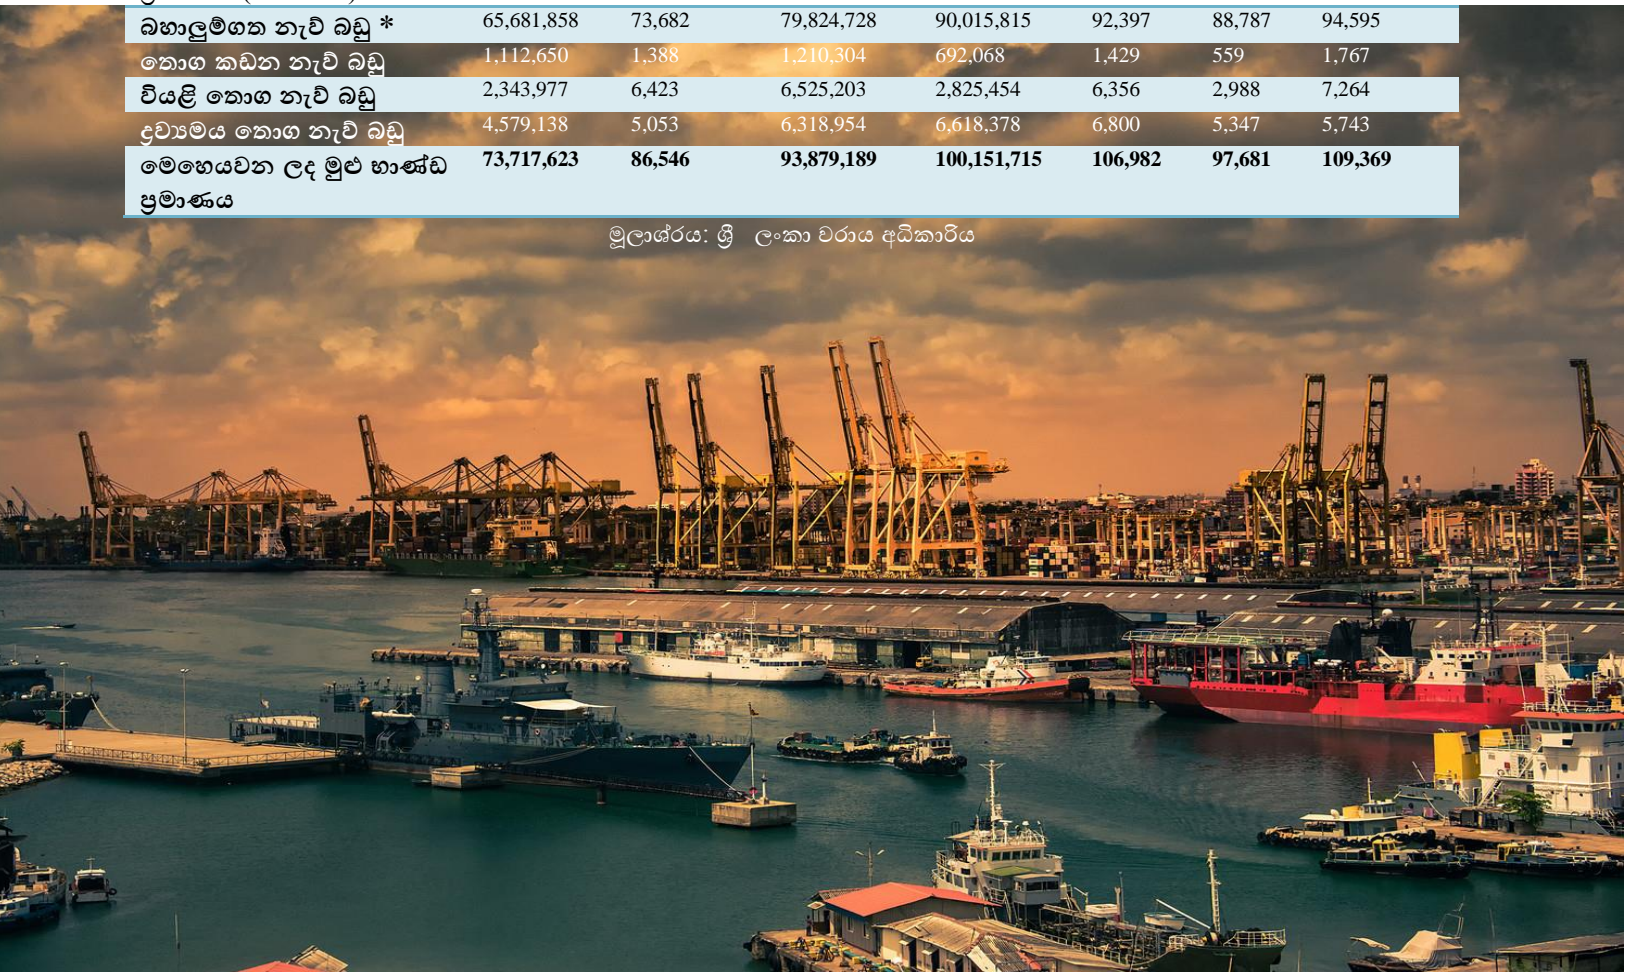 බහාලුම්ගත නැව් බඩු * 65,681,858 73,682 79,824,728 90,015,815 92,397 88,787 94,595
තොග කඩන නැව් බඩු 1,112,650 1,388 1,210,304 692,068 1,429 559 1,767
වියළි තොග නැව් බඩු 2,343,977 6,423 6,525,203 2,825,454 6,356 2,988 7,264
ද්‍රව්‍යමය තොග නැව් බඩු 4,579,138 5,053 6,318,954 6,618,378 6,800 5,347 5,743
මෙහෙයවන ලද මුළු භාණ්ඩ 73,717,623 86,546 93,879,189 100,151,715 106,982 97,681 109,369
ප්‍රමාණය
මූලාශ්රය: ශ්‍රී ලංකා වරාය අධිකාරිය